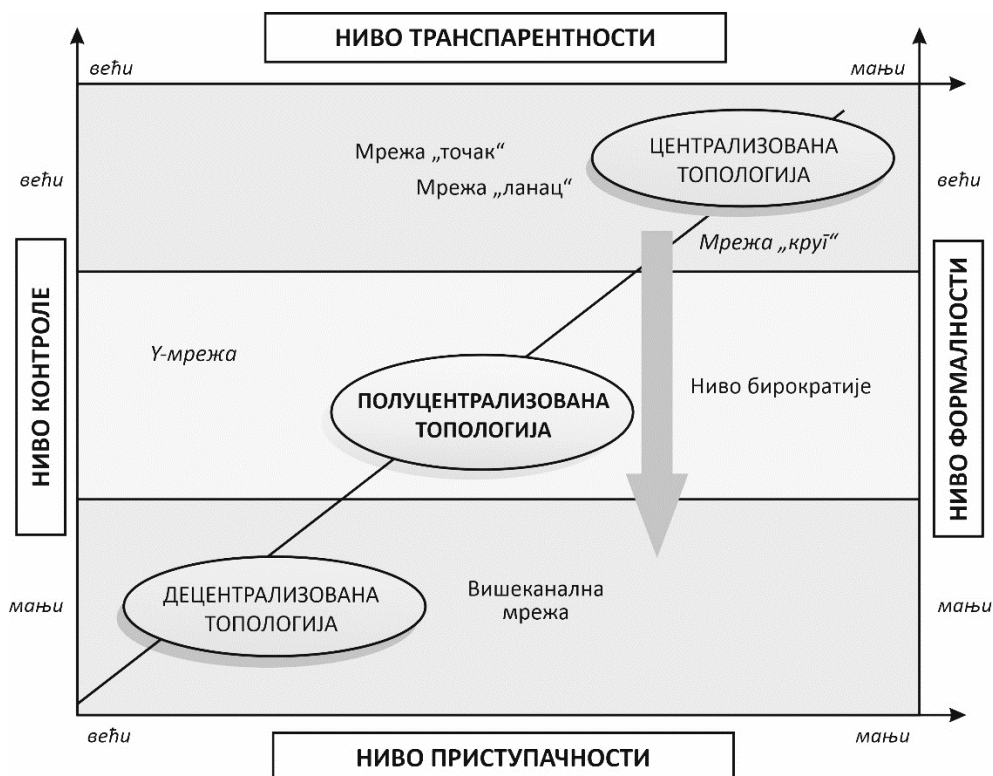 НИВО ТРАНСПАРЕНТНОСТИ
већи
мањи
већи
Мрежа „точак“
Мрежа „ланац“
ЦЕНТРАЛИЗОВАНА
ТОПОЛОГИЈА
већи
Мрежа „круг“
НИВО КОНТРОЛЕ
НИВО ФОРМАЛНОСТИ
Y-мрежа
ПОЛУЦЕНТРАЛИЗОВАНА
ТОПОЛОГИЈА
Ниво бирократије
ДЕЦЕНТРАЛИЗОВАНА
ТОПОЛОГИЈА
Вишеканална
мрежа
мањи
мањи
већи
мањи
НИВО ПРИСТУПАЧНОСТИ